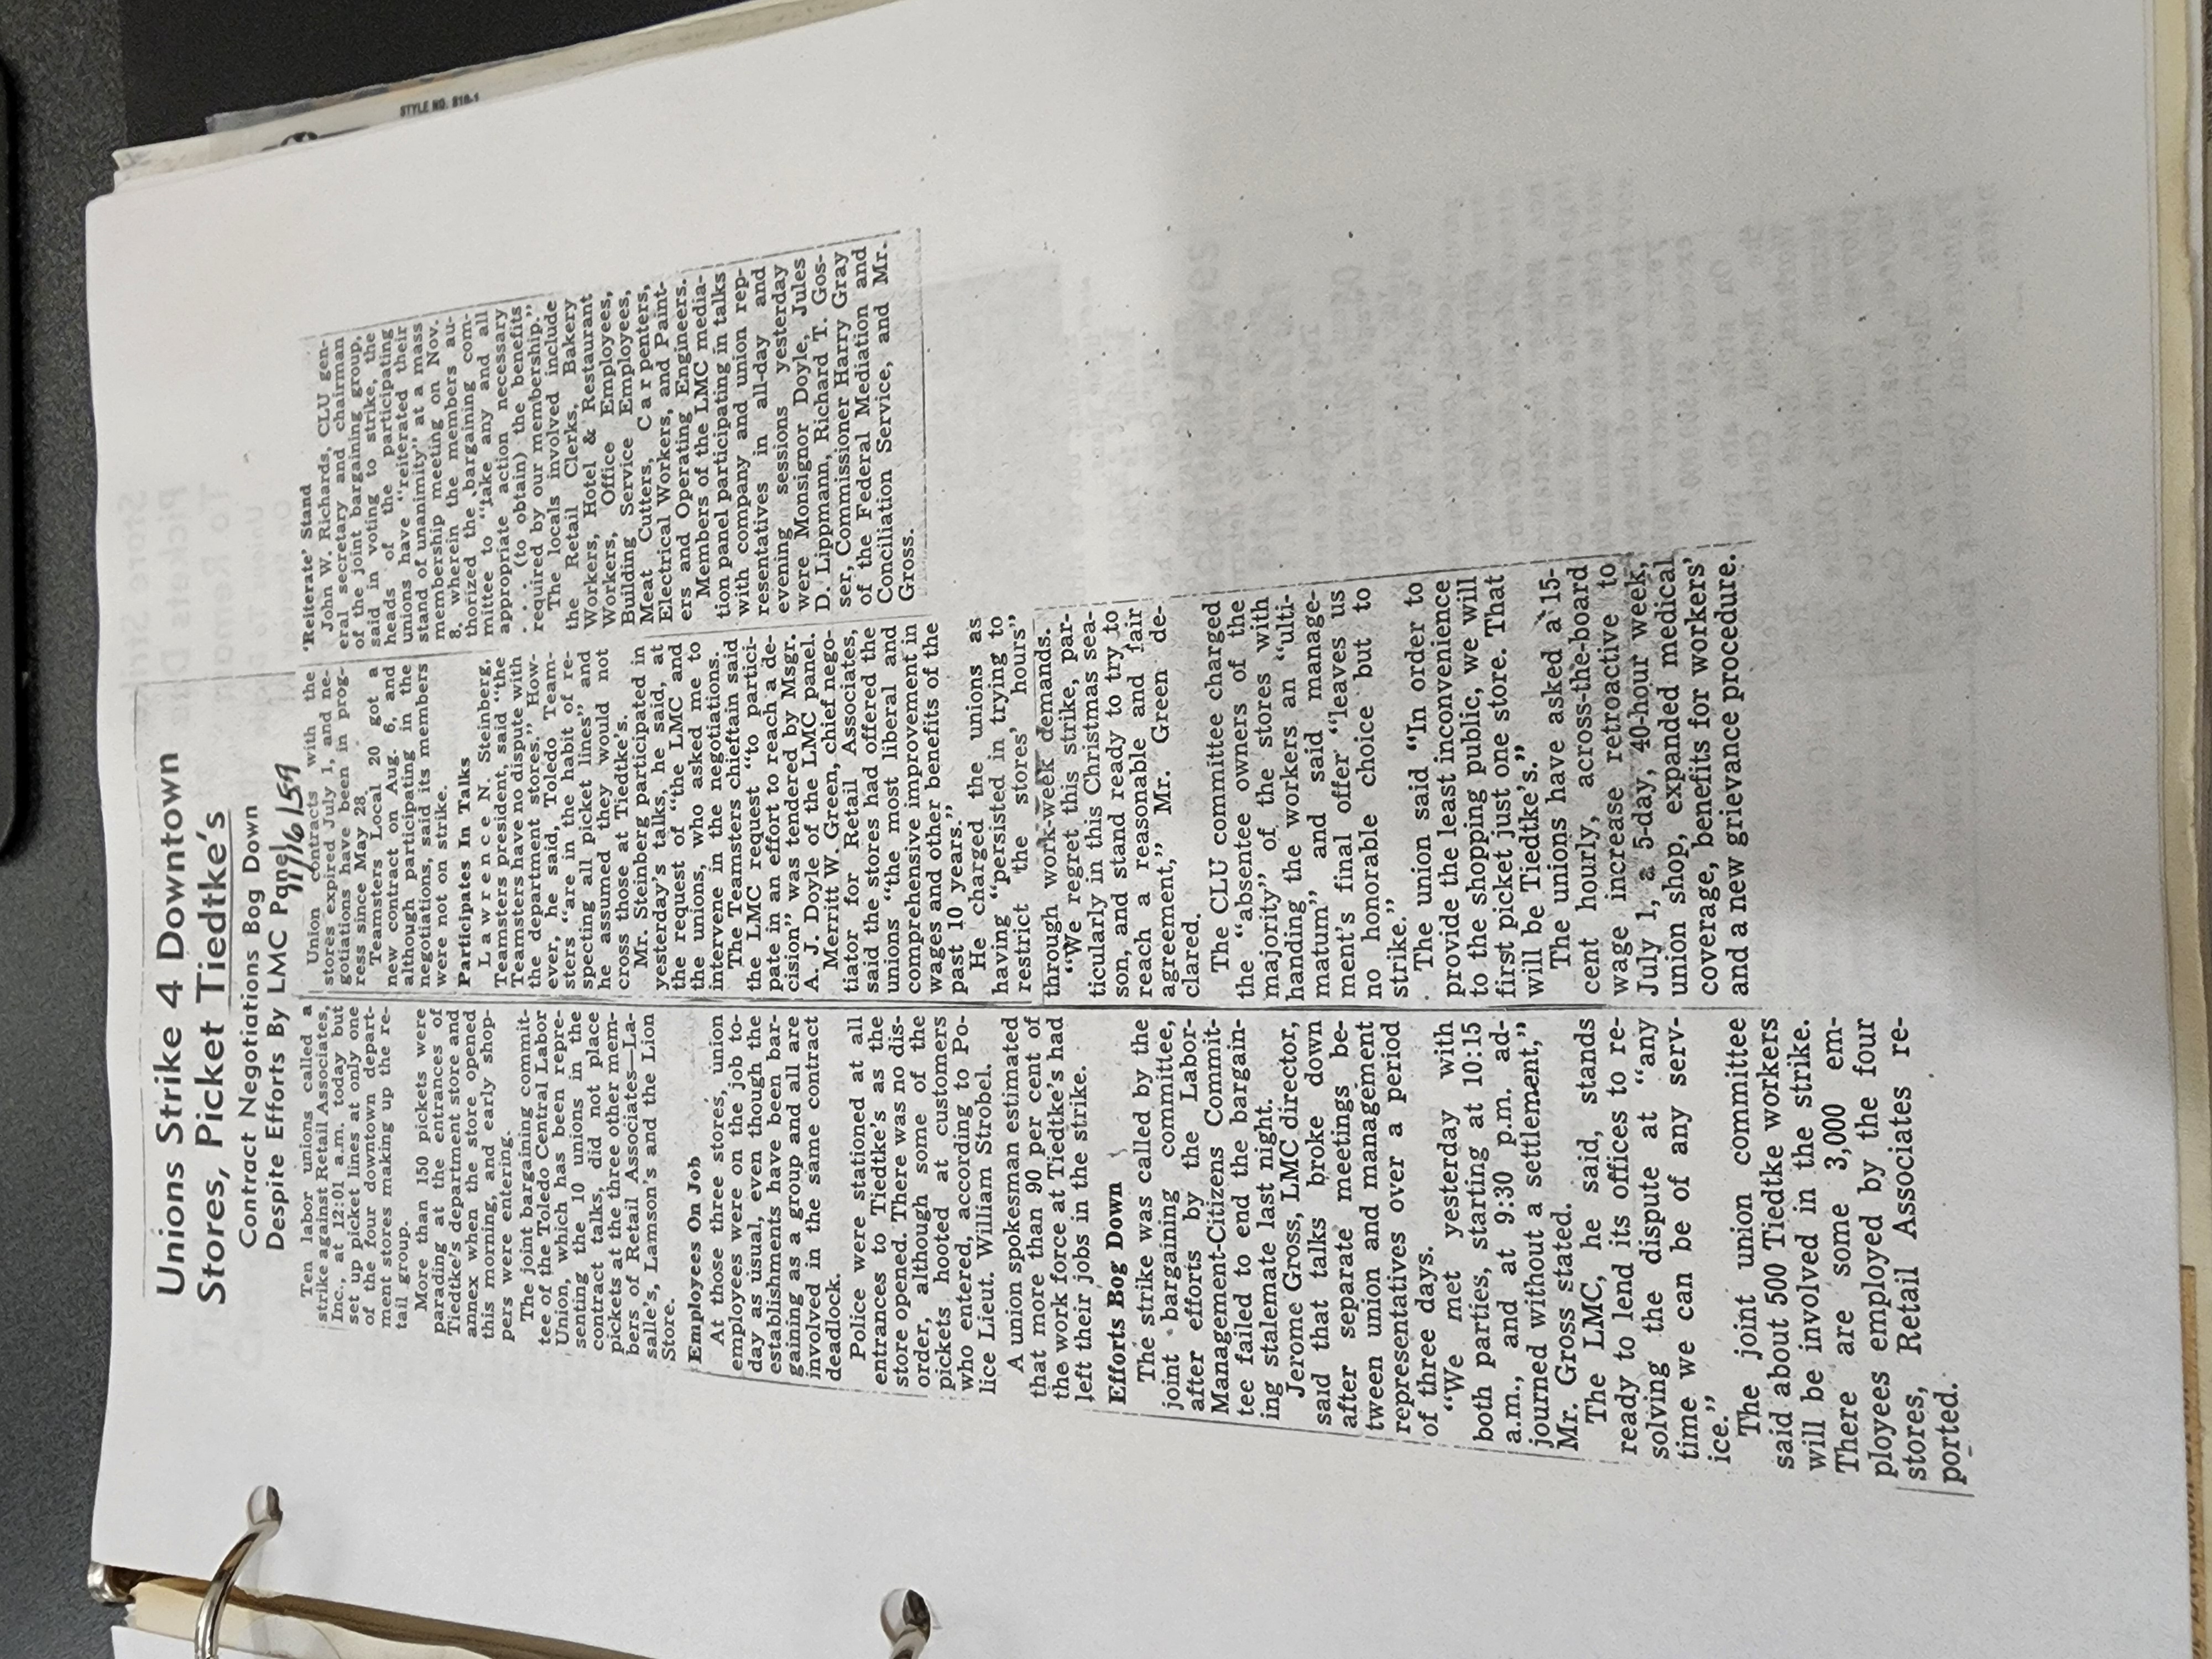 Unions Strike 4 Downtown
Stores, Picket Tiedtke's
Contract Negotiations Bog Down
Despite Efforts By LMC Panel
11/16/59
Ten labor unions called a
strike against Retail Associates,
Inc., at 12:01 a.m. today but
set up picket lines at only one
of the four downtown depart-
ment stores making up the re-
tail group.
More than 150 pickets were
parading at the entrances of
Tiedtke's department store and
annex when the store opened
this morning, and early shop-
pers were entering.
The joint bargaining commit-
tee of the Toledo Central Labor
Union, which has been repre-
senting the 10 unions in the
contract talks, did not place
pickets at the three other mem-
bers of Retail Associates—La-
salle's, Lamson's and the Lion
Store.
Employes On Job
At those three stores, union
employees were on the job to-
day as usual, even though the
establishments have been bar-
gaining as a group and all are
involved in the same contract
deadlock.
Police were stationed at all
entrances to Tiedtke's as the
store opened. There was no dis-
order, although some of the
pickets hooted at customers
who entered, according to Po-
lice Lieut. William Strobel.
A union spokesman estimated
that more than 90 per cent of
the work force at Tiedtke's had
left their jobs in the strike.
Efforts Bog Down
The strike was called by the
joint bargaining committee,
after efforts by the Labor-
Management-Citizens Commit-
tee failed to end the bargain-
ing stalemate last night.
Jerome Gross, LMC director,
said that talks broke down
after separate meetings be-
tween union and management
representatives over a period
of three days.
"We met yesterday with
both parties, starting at 10:15
a.m., and at 9:30 p.m. ad-
journed without a settlement,"
Mr. Gross stated.
The LMC, he said, stands
ready to lend its offices to re-
solving the dispute at "any
time we can be of any serv-
ice."
The joint union committee
said about 500 Tiedtke workers
will be involved in the strike.
There are some 3,000 em-
ployees employed by the four
stores, Retail Associates re-
ported.
Union contracts with the
stores expired July 1, and ne-
gotiations have been in prog-
ress since May 28.
Teamsters Local 20 got a
new contract on Aug. 6, and
although participating in the
negotiations, said its members
were not on strike.
Participates In Talks
Lawrence N. Steinberg,
Teamsters president, said "the
Teamsters have no dispute with
the department stores." How-
ever, he said, Toledo Team-
sters "are in the habit of re-
specting all picket lines" and
he assumed they would not
cross those at Tiedtke's.
Mr. Steinberg participated in
yesterday's talks, he said, at
the request of "the LMC and
the unions, who asked me to
intervene in the negotiations.
The Teamsters chieftain said
the LMC request "to partici-
pate in an effort to reach a de-
cision" was tendered by Msgr.
A. J. Doyle of the LMC panel.
Merritt W. Green, chief nego-
tiator for Retail Associates,
said the stores had offered the
unions "the most liberal and
comprehensive improvement in
wages and other benefits of the
past 10 years."
He charged the unions as
having "persisted in trying to
restrict the stores' hours"
through work-week demands.
"We regret this strike, par-
ticularly in this Christmas sea-
son, and stand ready to try to
reach a reasonable and fair
agreement," Mr. Green de-
clared.
The CLU committee charged
the "absentee owners of the
majority" of the stores with
handing the workers an "ulti-
matum" and said manage-
ment's final offer "leaves us
no honorable choice but to
strike."
The union said "In order to
provide the least inconvenience
to the shopping public, we will
first picket just one store. That
will be Tiedtke's."
The unions have asked a 15-
cent hourly, across-the-board
wage increase retroactive to
July 1, a 5-day, 40-hour week,
union shop, expanded medical
coverage, benefits for workers'
and a new grievance procedure.
'Reiterate' Stand
John W. Richards, CLU gen-
eral secretary and chairman
of the joint bargaining group,
said in voting to strike, the
heads of the participating
unions have "reiterated their
stand of unanimity" at a mass
membership meeting on Nov.
8, wherein the members au-
thorized the bargaining com-
mittee to "take any and all
appropriate action necessary
. . . (to obtain) the benefits
required by our membership."
The locals involved include
the Retail Clerks, Bakery
Workers, Hotel & Restaurant
Workers, Office Employees,
Building Service Employees,
Meat Cutters, Carpenters,
Electrical Workers, and Paint-
ers and Operating Engineers.
Members of the LMC media-
tion panel participating in talks
with company and union rep-
resentatives in all-day and
evening sessions yesterday
were Monsignor Doyle, Jules
D. Lippmann, Richard T. Gos-
ser, Commissioner Harry Gray
of the Federal Mediation and
Conciliation Service, and Mr.
Gross.
STYLE NO. 810-1